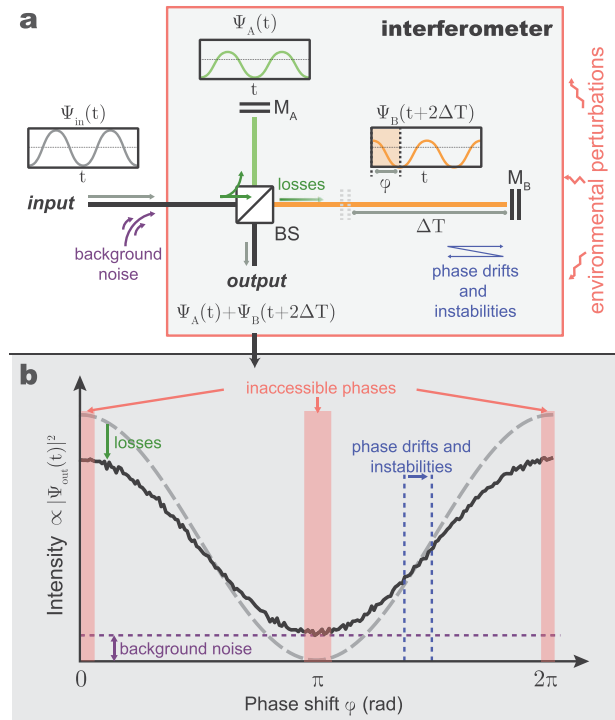 a
interferometer
Ψ_A(t)
t
M_A
Ψ_in(t)
t
Ψ_B(t+2ΔT)
φ
t
M_B
input
losses
BS
ΔT
background
noise
output
phase drifts
and
instabilities
environmental perturbations
Ψ_A(t)+Ψ_B(t+2ΔT)
b
inaccessible phases
losses
phase drifts and
instabilities
Intensity ∝|Ψ_out(t)|²
background noise
0
π
2π
Phase shift φ (rad)